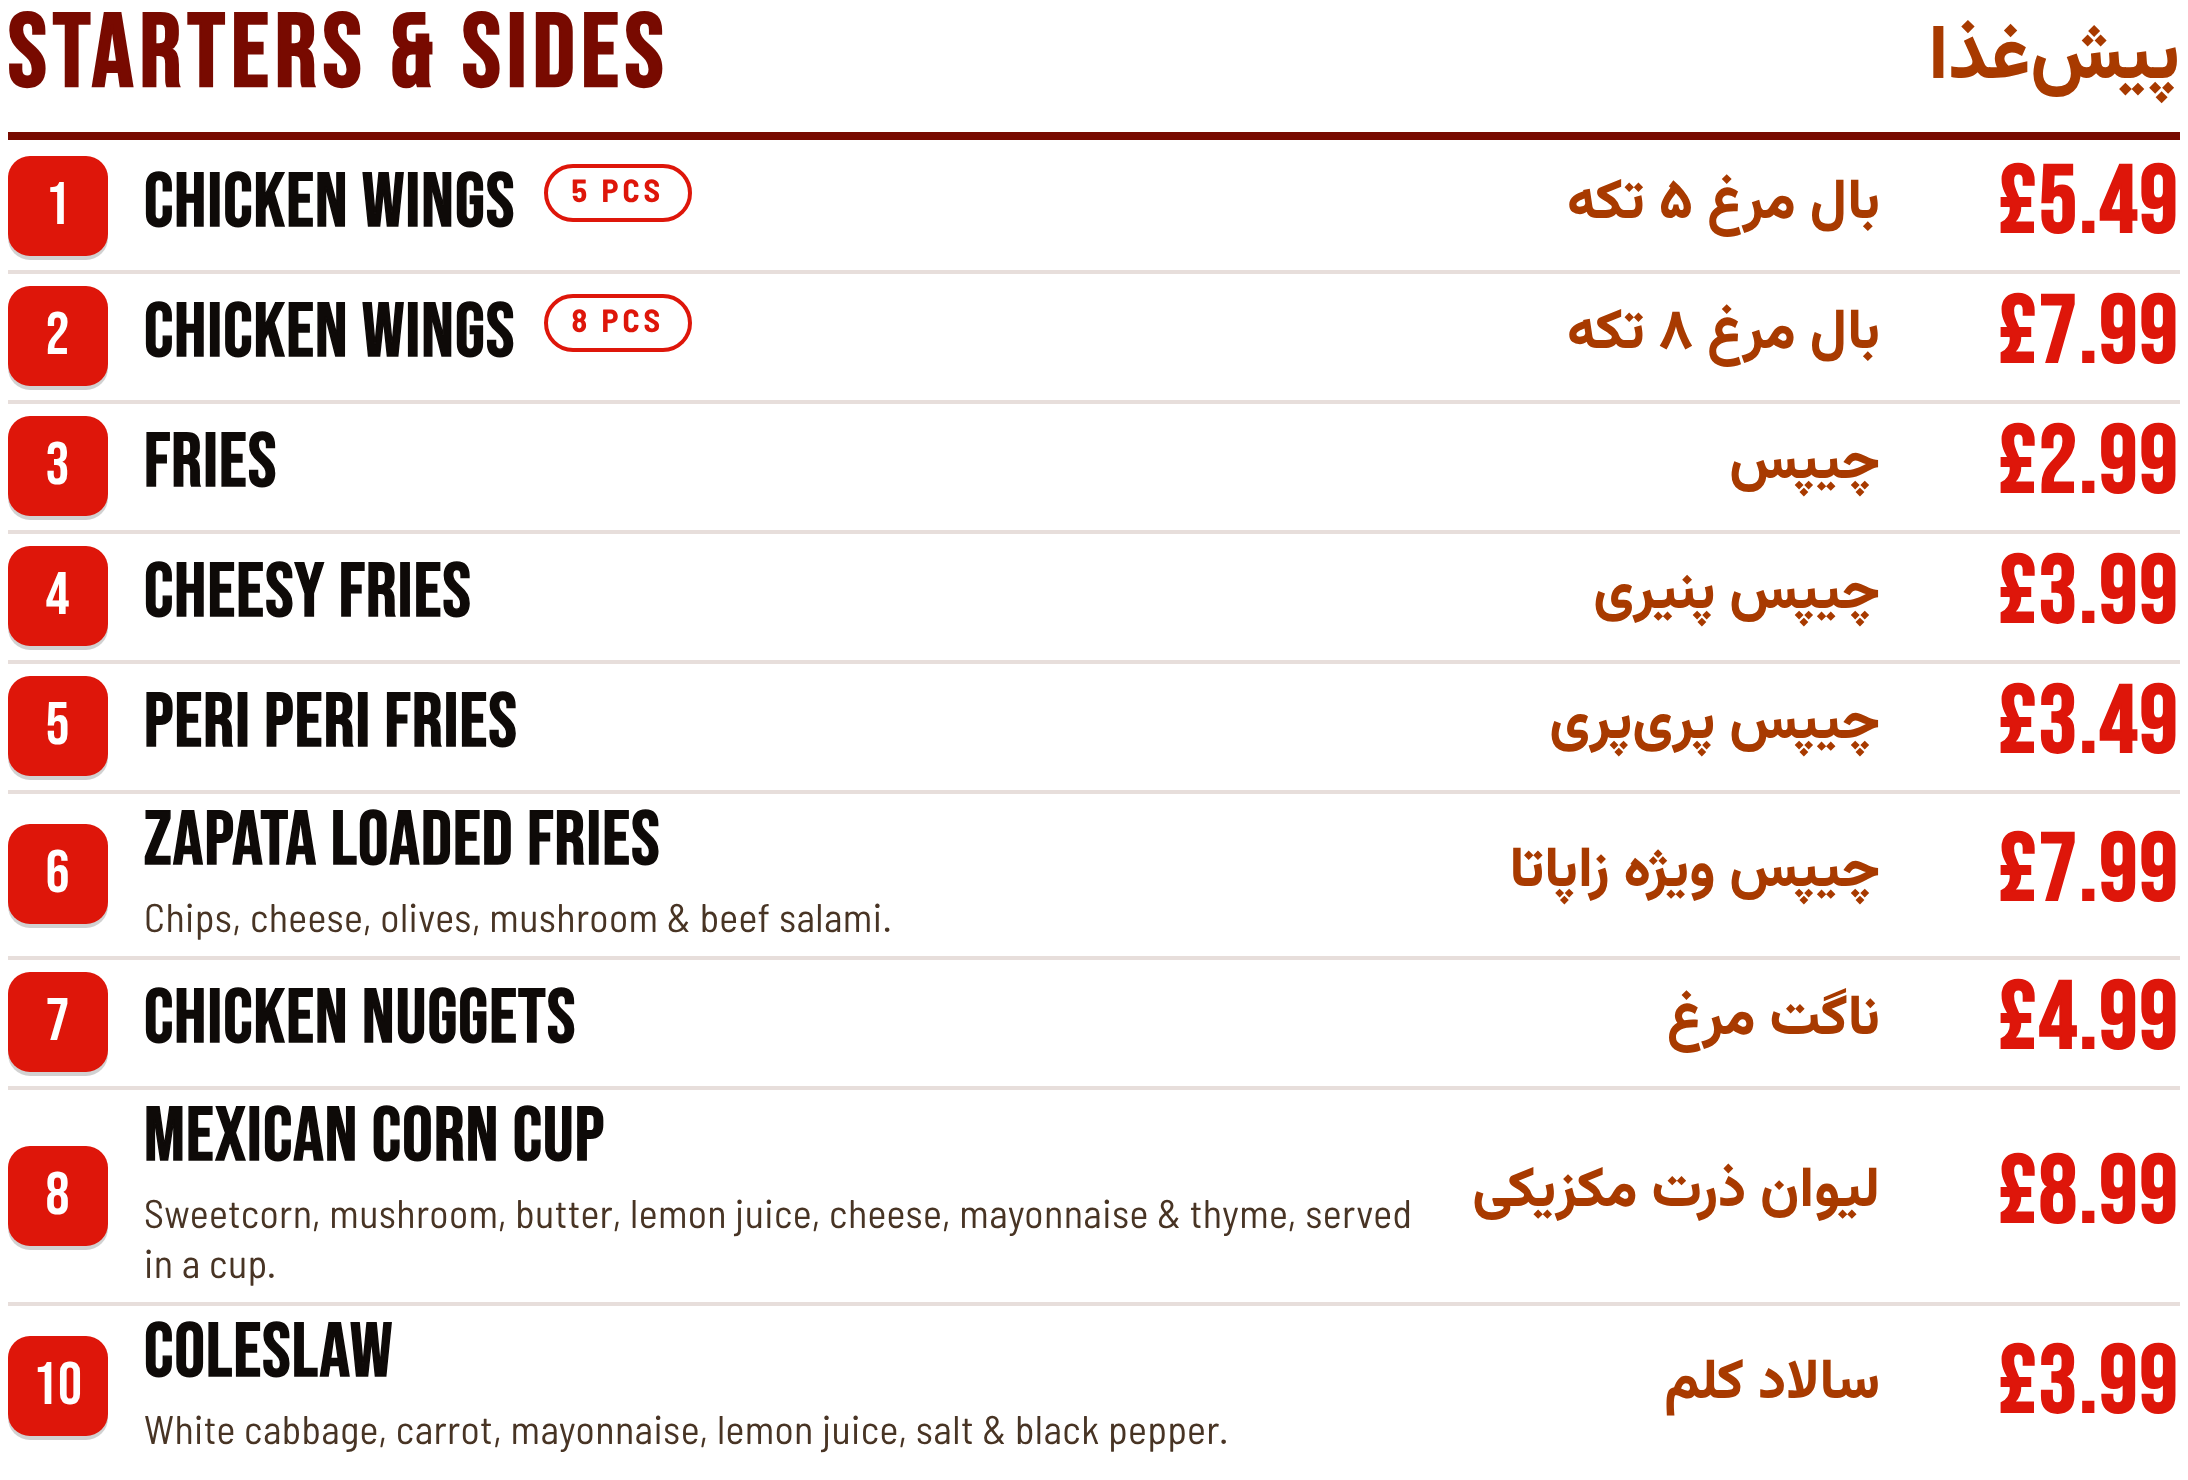 STARTERS & SIDES پیش‌غذا
1 CHICKEN WINGS 5 PCS بال مرغ ۵ تکه £5.49
2 CHICKEN WINGS 8 PCS بال مرغ ۸ تکه £7.99
3 FRIES چیپس £2.99
4 CHEESY FRIES چیپس پنیری £3.99
5 PERI PERI FRIES چیپس پری‌پری £3.49
6 ZAPATA LOADED FRIES چیپس ویژه زاپاتا £7.99
Chips, cheese, olives, mushroom & beef salami.
7 CHICKEN NUGGETS ناگت مرغ £4.99
8 MEXICAN CORN CUP لیوان ذرت مکزیکی £8.99
Sweetcorn, mushroom, butter, lemon juice, cheese, mayonnaise & thyme, served
in a cup.
10 COLESLAW سالاد کلم £3.99
White cabbage, carrot, mayonnaise, lemon juice, salt & black pepper.